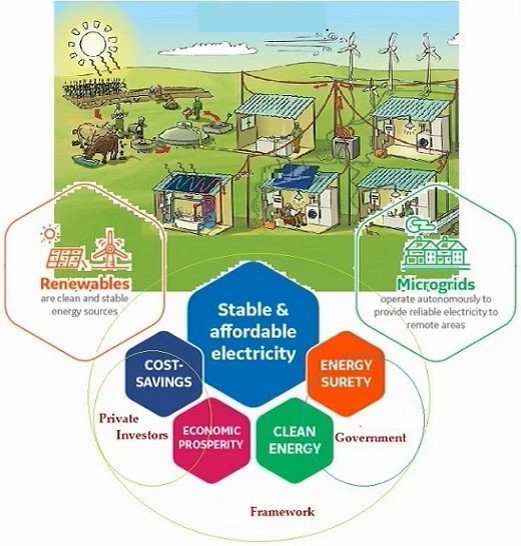 Renewables
are clean and stable
energy sources
Microgrids
operate autonomously to
provide reliable electricity to
remote areas
Stable &
affordable
electricity
COST-
SAVINGS
ENERGY
SURETY
Private
Investors
ECONOMIC
PROSPERITY
CLEAN
ENERGY
Government
Framework